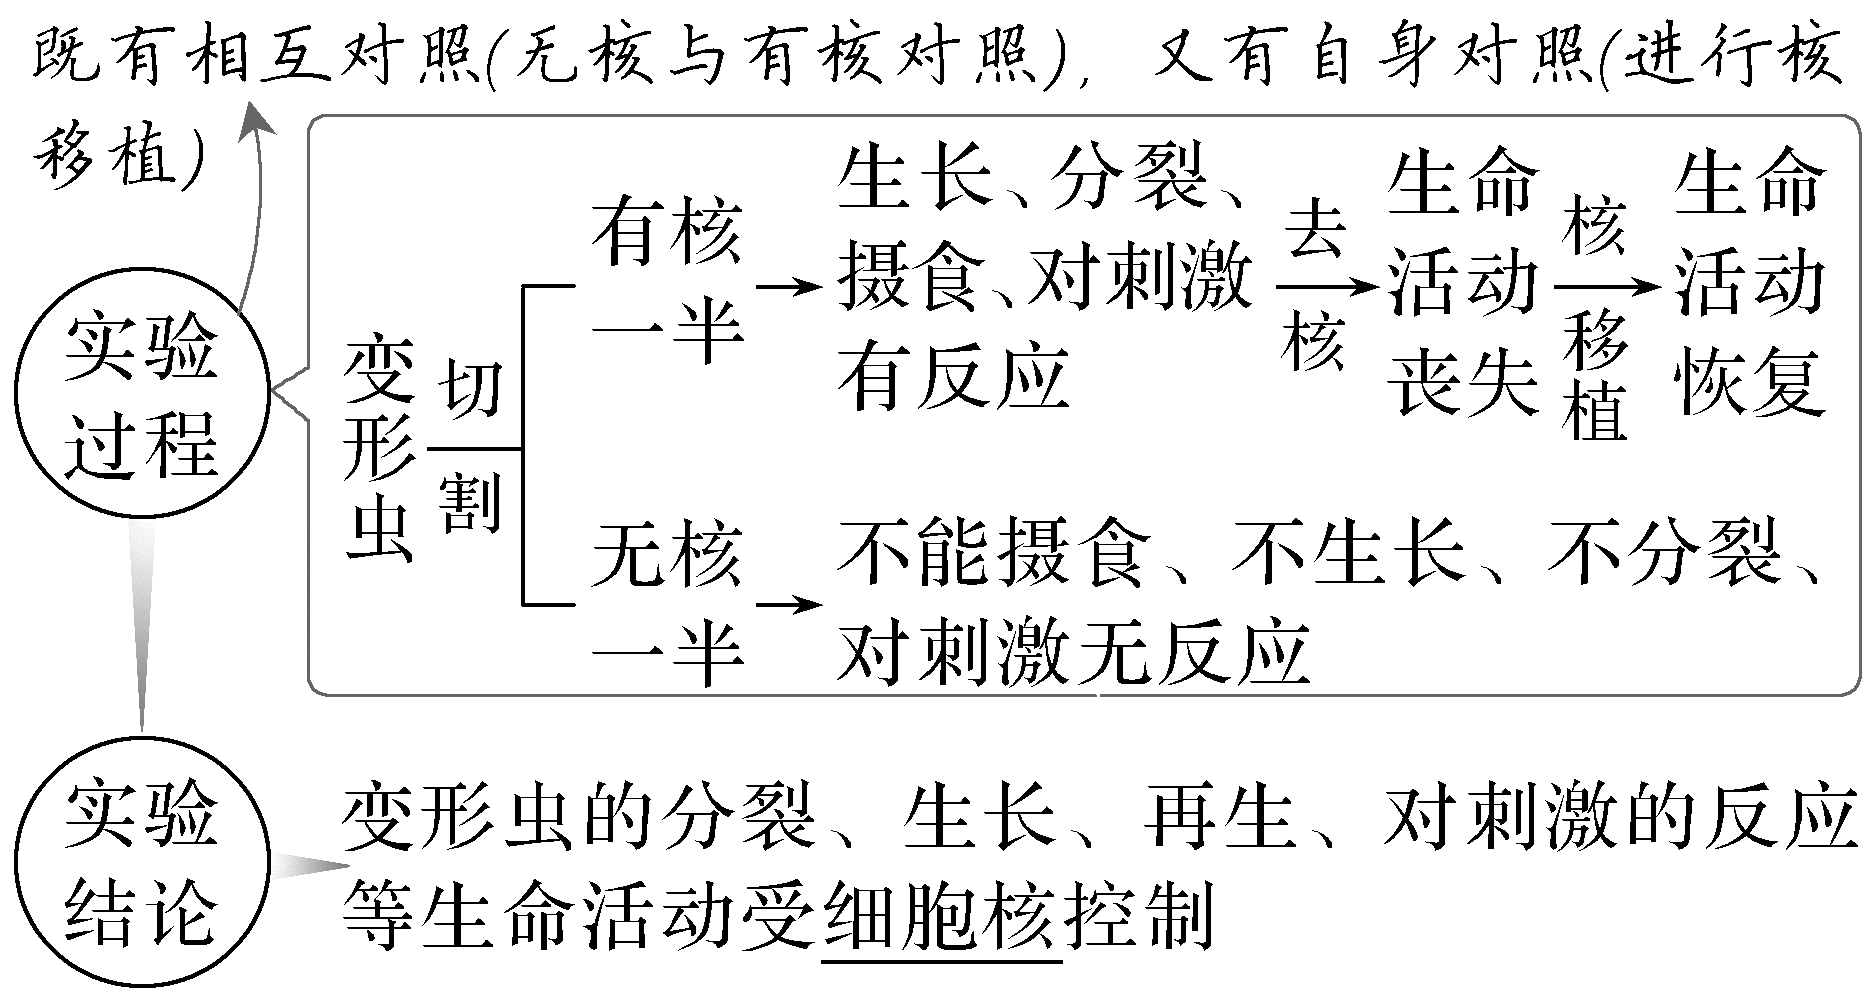 既有相互对照(无核与有核对照)，又有自身对照(进行核
移植)
实验
过程
变形虫
切割
有核
一半
生长、分裂、
摄食、对刺激
有反应
去核
生命
活动
丧失
核移植
生命
活动
恢复
无核
一半
不能摄食、不生长、不分裂、
对刺激无反应
实验
结论
变形虫的分裂、生长、再生、对刺激的反应
等生命活动受细胞核控制